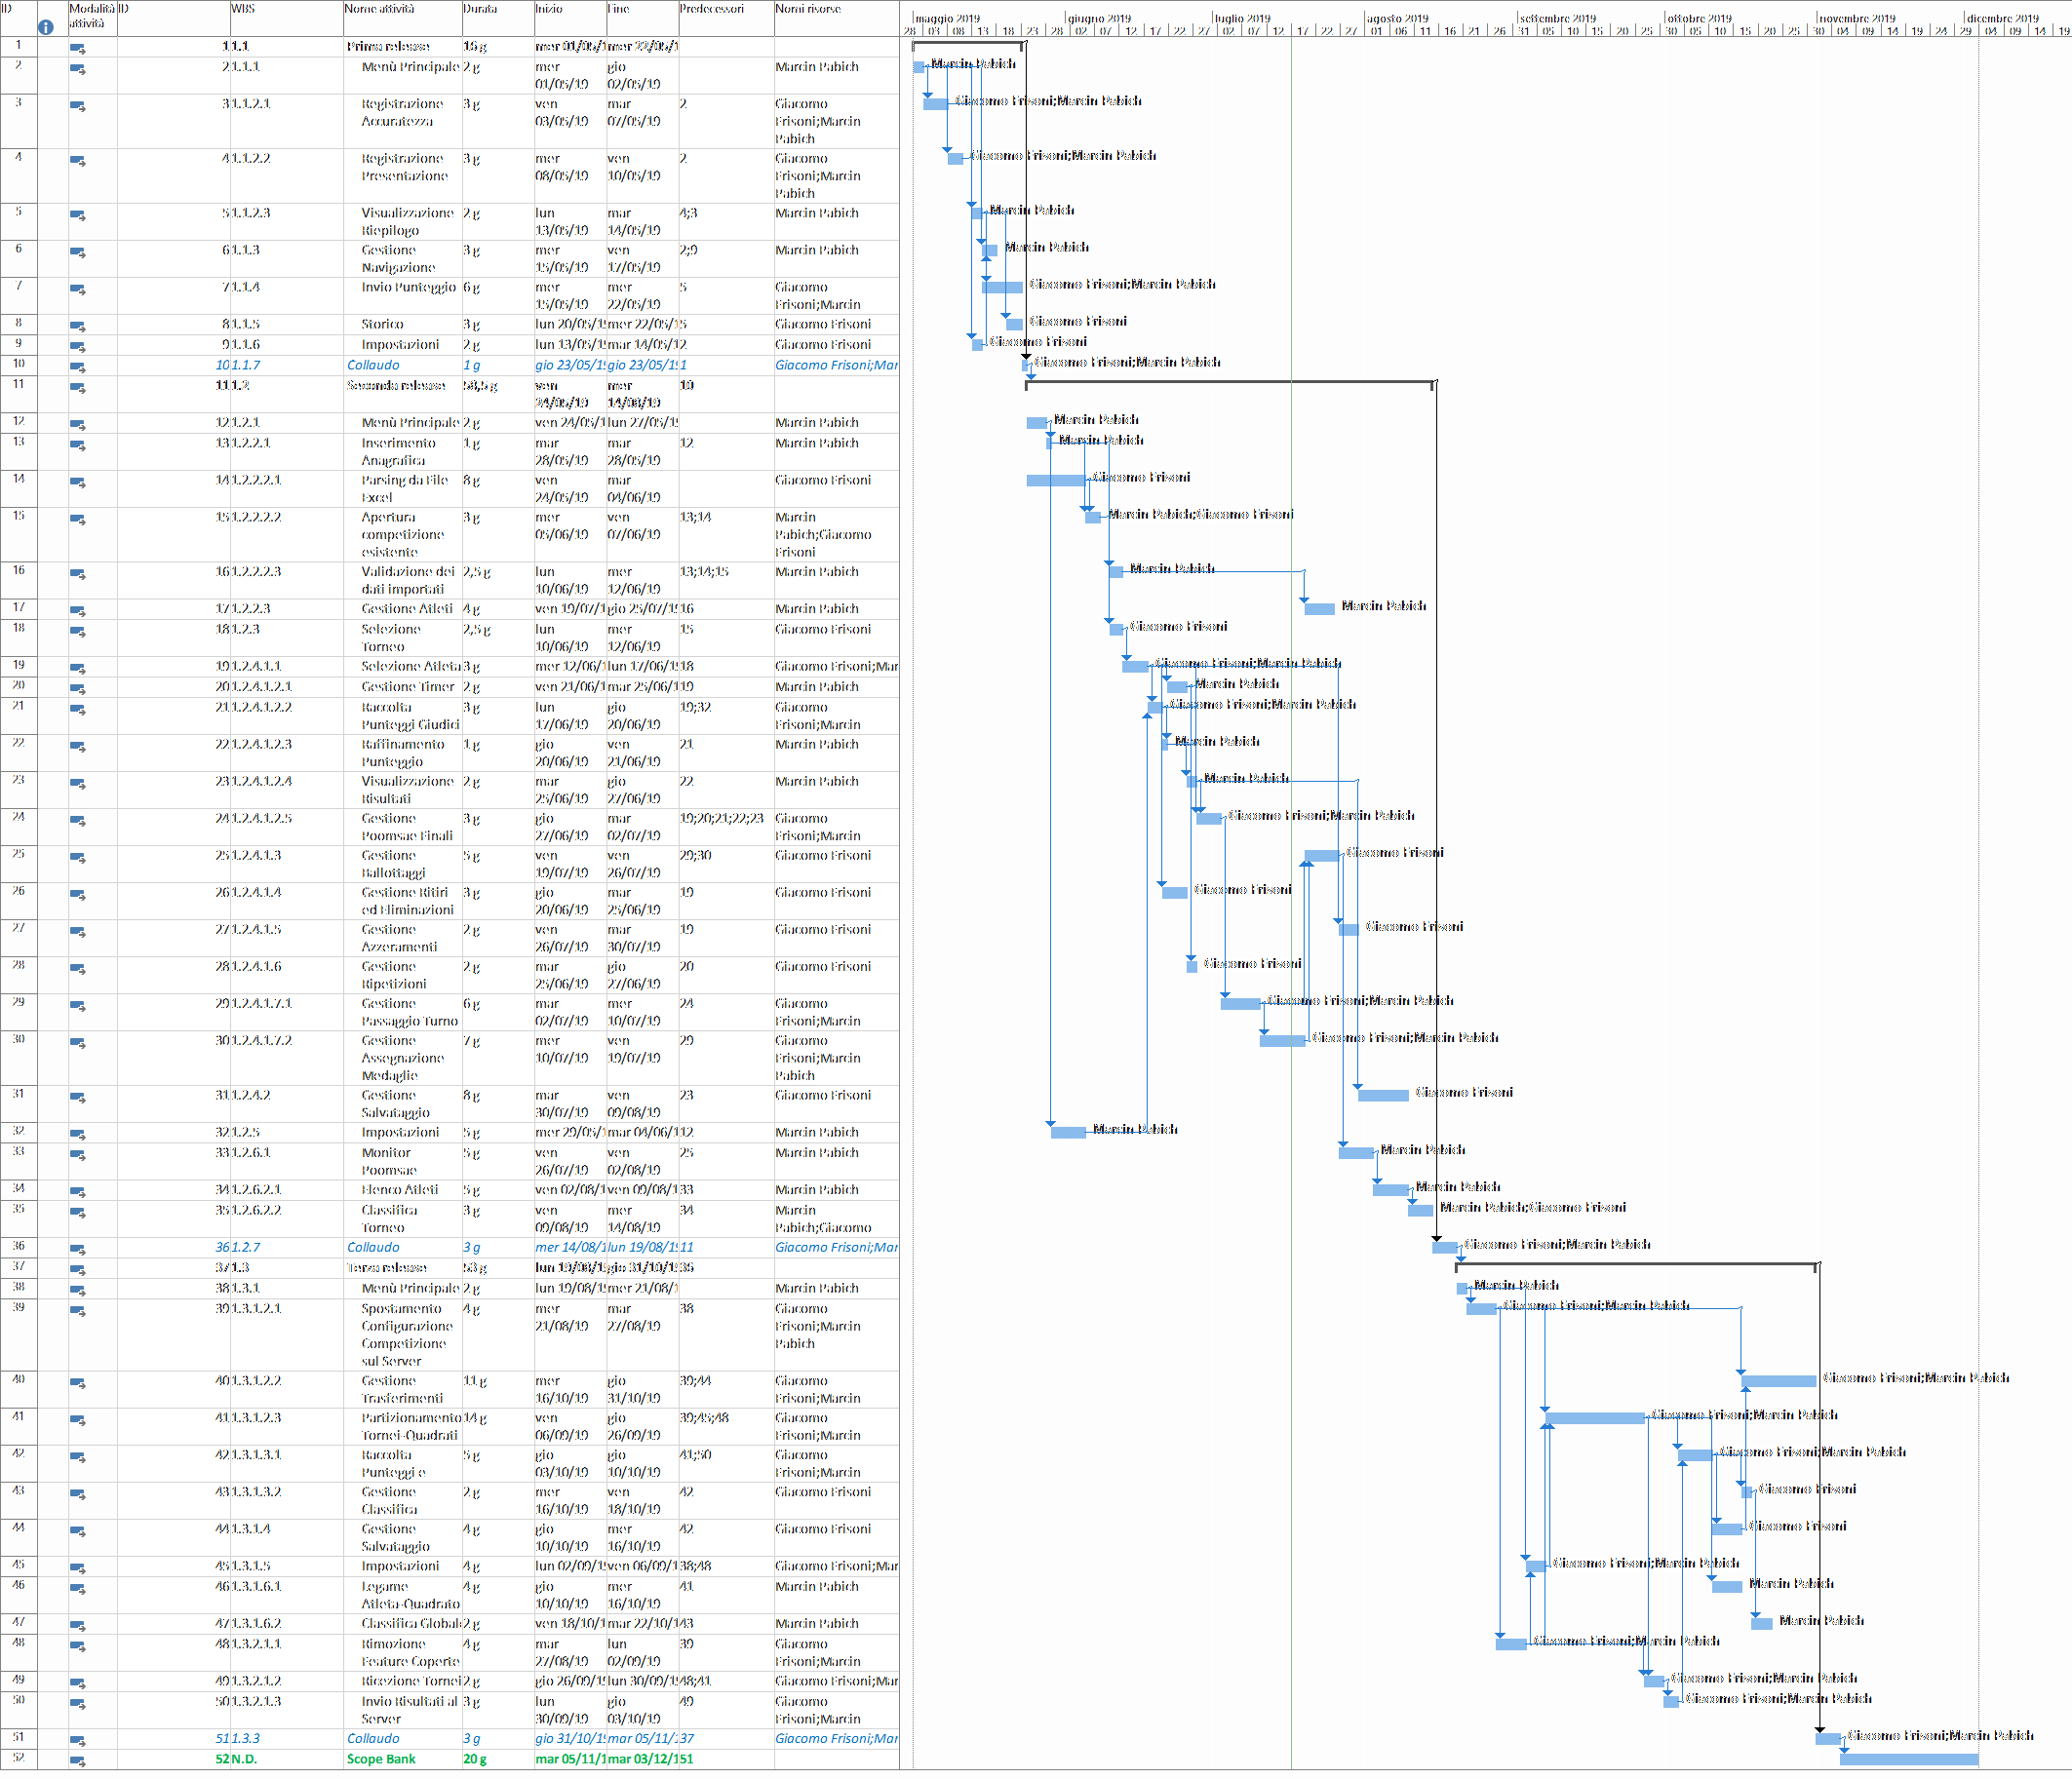 ID Modalità attività ID WBS Nome attività Durata Inizio Fine Predecessori Nomi risorse
maggio 2019 giugno 2019 luglio 2019 agosto 2019 settembre 2019 ottobre 2019 novembre 2019 dicembre 2019
28 03 08 13 18 23 28 02 07 12 17 22 27 02 07 12 17 22 27 01 06 11 16 21 26 31 05 10 15 20 25 30 05 10 15 20 25 30 04 09 14 19 24 29 04 09 14 19
1 1 1.1 Prima release 16 g mer 01/05/1 mer 22/05/1
2 2 1.1.1 Menù Principale 2 g mer 01/05/19 gio 02/05/19 Marcin Pabich
3 3 1.1.2.1 Registrazione Accuratezza 3 g ven 03/05/19 mar 07/05/19 2 Giacomo Frisoni;Marcin Pabich
4 4 1.1.2.2 Registrazione Presentazione 3 g mer 08/05/19 ven 10/05/19 2 Giacomo Frisoni;Marcin Pabich
5 5 1.1.2.3 Visualizzazione Riepilogo 2 g lun 13/05/19 mar 14/05/19 4;3 Marcin Pabich
6 6 1.1.3 Gestione Navigazione 3 g mer 15/05/19 ven 17/05/19 2;9 Marcin Pabich
7 7 1.1.4 Invio Punteggio 6 g mer 15/05/19 mer 22/05/19 5 Giacomo Frisoni;Marcin
8 8 1.1.5 Storico 3 g lun 20/05/1 mer 22/05/1 5 Giacomo Frisoni
9 9 1.1.6 Impostazioni 2 g lun 13/05/1 mar 14/05/1 2 Giacomo Frisoni
10 10 1.1.7 Collaudo 1 g gio 23/05/1 gio 23/05/1 1 Giacomo Frisoni;Mar
11 11 1.2 Seconda release 58,5 g ven 24/05/19 mer 14/08/19 10
12 12 1.2.1 Menù Principale 2 g ven 24/05/1 lun 27/05/1 Marcin Pabich
13 13 1.2.2.1 Inserimento Anagrafica 1 g mar 28/05/19 mar 28/05/19 12 Marcin Pabich
14 14 1.2.2.2.1 Parsing da File Excel 8 g ven 24/05/19 mar 04/06/19 Giacomo Frisoni
15 15 1.2.2.2.2 Apertura competizione esistente 3 g mer 05/06/19 ven 07/06/19 13;14 Marcin Pabich;Giacomo Frisoni
16 16 1.2.2.2.3 Validazione dei dati importati 2,5 g lun 10/06/19 mer 12/06/19 13;14;15 Marcin Pabich
17 17 1.2.2.3 Gestione Atleti 4 g ven 19/07/1 gio 25/07/1 16 Marcin Pabich
18 18 1.2.3 Selezione Torneo 2,5 g lun 10/06/19 mer 12/06/19 15 Giacomo Frisoni
19 19 1.2.4.1.1 Selezione Atleta 3 g mer 12/06/1 lun 17/06/1 18 Giacomo Frisoni;Mar
20 20 1.2.4.1.2.1 Gestione Timer 2 g ven 21/06/1 mar 25/06/1 19 Marcin Pabich
21 21 1.2.4.1.2.2 Raccolta Punteggi Giudici 3 g lun 17/06/19 gio 20/06/19 19;32 Giacomo Frisoni;Marcin
22 22 1.2.4.1.2.3 Raffinamento Punteggio 1 g gio 20/06/19 ven 21/06/19 21 Marcin Pabich
23 23 1.2.4.1.2.4 Visualizzazione Risultati 2 g mar 25/06/19 gio 27/06/19 22 Marcin Pabich
24 24 1.2.4.1.2.5 Gestione Poomsae Finali 3 g gio 27/06/19 mar 02/07/19 19;20;21;22;23 Giacomo Frisoni;Marcin
25 25 1.2.4.1.3 Gestione Ballottaggi 5 g ven 19/07/19 ven 26/07/19 29;30 Giacomo Frisoni
26 26 1.2.4.1.4 Gestione Ritiri ed Eliminazioni 3 g gio 20/06/19 mar 25/06/19 19 Giacomo Frisoni
27 27 1.2.4.1.5 Gestione Azzeramenti 2 g ven 26/07/19 mar 30/07/19 19 Giacomo Frisoni
28 28 1.2.4.1.6 Gestione Ripetizioni 2 g mar 25/06/19 gio 27/06/19 20 Giacomo Frisoni
29 29 1.2.4.1.7.1 Gestione Passaggio Turno 6 g mar 02/07/19 mer 10/07/19 24 Giacomo Frisoni;Marcin
30 30 1.2.4.1.7.2 Gestione Assegnazione Medaglie 7 g mer 10/07/19 ven 19/07/19 29 Giacomo Frisoni;Marcin Pabich
31 31 1.2.4.2 Gestione Salvataggio 8 g mar 30/07/19 ven 09/08/19 23 Giacomo Frisoni
32 32 1.2.5 Impostazioni 5 g mer 29/05/1 mar 04/06/1 12 Marcin Pabich
33 33 1.2.6.1 Monitor Poomsae 5 g ven 26/07/19 ven 02/08/19 25 Marcin Pabich
34 34 1.2.6.2.1 Elenco Atleti 5 g ven 02/08/1 ven 09/08/1 33 Marcin Pabich
35 35 1.2.6.2.2 Classifica Torneo 3 g ven 09/08/19 mer 14/08/19 34 Marcin Pabich;Giacomo
36 36 1.2.7 Collaudo 3 g mer 14/08/1 lun 19/08/1 11 Giacomo Frisoni;Mar
37 37 1.3 Terza release 53 g lun 19/08/1 gio 31/10/1 36
38 38 1.3.1 Menù Principale 2 g lun 19/08/1 mer 21/08/1 Marcin Pabich
39 39 1.3.1.2.1 Spostamento Configurazione Competizione sul Server 4 g mer 21/08/19 mar 27/08/19 38 Giacomo Frisoni;Marcin Pabich
40 40 1.3.1.2.2 Gestione Trasferimenti 11 g mer 16/10/19 gio 31/10/19 39;44 Giacomo Frisoni;Marcin
41 41 1.3.1.2.3 Partizionamento Tornei-Quadrati 14 g ven 06/09/19 gio 26/09/19 39;45;48 Giacomo Frisoni;Marcin
42 42 1.3.1.3.1 Raccolta Punteggi e 5 g gio 03/10/19 gio 10/10/19 41;50 Giacomo Frisoni;Marcin
43 43 1.3.1.3.2 Gestione Classifica 2 g mer 16/10/19 ven 18/10/19 42 Giacomo Frisoni
44 44 1.3.1.4 Gestione Salvataggio 4 g gio 10/10/19 mer 16/10/19 42 Giacomo Frisoni
45 45 1.3.1.5 Impostazioni 4 g lun 02/09/1 ven 06/09/1 38;48 Giacomo Frisoni;Mar
46 46 1.3.1.6.1 Legame Atleta-Quadrato 4 g gio 10/10/19 mer 16/10/19 41 Marcin Pabich
47 47 1.3.1.6.2 Classifica Global 2 g ven 18/10/1 mar 22/10/1 43 Marcin Pabich
48 48 1.3.2.1.1 Rimozione Feature Coperte 4 g mar 27/08/19 lun 02/09/19 39 Giacomo Frisoni;Marcin
49 49 1.3.2.1.2 Ricezione Tornei 2 g gio 26/09/1 lun 30/09/1 48;41 Giacomo Frisoni;Mar
50 50 1.3.2.1.3 Invio Risultati al Server 3 g lun 30/09/19 gio 03/10/19 49 Giacomo Frisoni;Marcin
51 51 1.3.3 Collaudo 3 g gio 31/10/1 mar 05/11/1 37 Giacomo Frisoni;Mar
52 52 N.D. Scope Bank 20 g mar 05/11/1 mar 03/12/1 51
Marcin Pabich
Giacomo Frisoni;Marcin Pabich
Giacomo Frisoni;Marcin Pabich
Marcin Pabich
Marcin Pabich
Giacomo Frisoni;Marcin Pabich
Giacomo Frisoni
Giacomo Frisoni
Giacomo Frisoni;Marcin Pabich
Marcin Pabich
Marcin Pabich
Giacomo Frisoni
Marcin Pabich;Giacomo Frisoni
Marcin Pabich
Marcin Pabich
Giacomo Frisoni
Giacomo Frisoni;Marcin Pabich
Marcin Pabich
Giacomo Frisoni;Marcin Pabich
Marcin Pabich
Marcin Pabich
Giacomo Frisoni;Marcin Pabich
Giacomo Frisoni
Giacomo Frisoni
Giacomo Frisoni
Giacomo Frisoni
Giacomo Frisoni;Marcin Pabich
Giacomo Frisoni;Marcin Pabich
Giacomo Frisoni
Marcin Pabich
Marcin Pabich
Marcin Pabich
Marcin Pabich;Giacomo Frisoni
Giacomo Frisoni;Marcin Pabich
Marcin Pabich
Giacomo Frisoni;Marcin Pabich
Giacomo Frisoni;Marcin Pabich
Giacomo Frisoni;Marcin Pabich
Giacomo Frisoni;Marcin Pabich
Giacomo Frisoni
Giacomo Frisoni
Giacomo Frisoni;Marcin Pabich
Marcin Pabich
Marcin Pabich
Giacomo Frisoni;Marcin Pabich
Giacomo Frisoni;Marcin Pabich
Giacomo Frisoni;Marcin Pabich
Giacomo Frisoni;Marcin Pabich